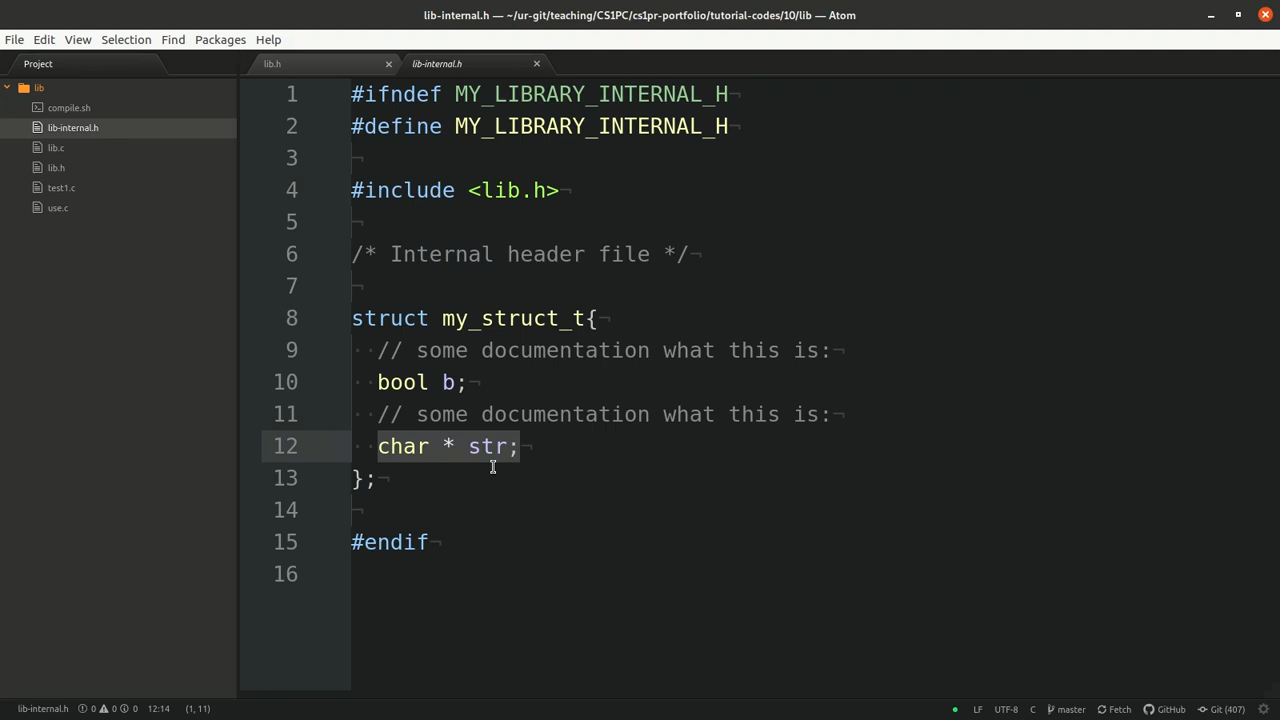 lib-internal.h — ~/ur-git/teaching/CS1PC/cs1pr-portfolio/tutorial-codes/10/lib — Atom
File Edit View Selection Find Packages Help
Project
lib
compile.sh
lib-internal.h
lib.c
lib.h
test1.c
use.c
lib.h
lib-internal.h
1 #ifndef MY_LIBRARY_INTERNAL_H¬
2 #define MY_LIBRARY_INTERNAL_H¬
3 ¬
4 #include <lib.h>¬
5 ¬
6 /* Internal header file */¬
7 ¬
8 struct my_struct_t{¬
9 ··// some documentation what this is:¬
10 ··bool b;¬
11 ··// some documentation what this is:¬
12 ··char * str;¬
13 };¬
14 ¬
15 #endif¬
16
lib-internal.h 0 0 0 12:14 (1, 11) LF UTF-8 C master Fetch GitHub Git (407)